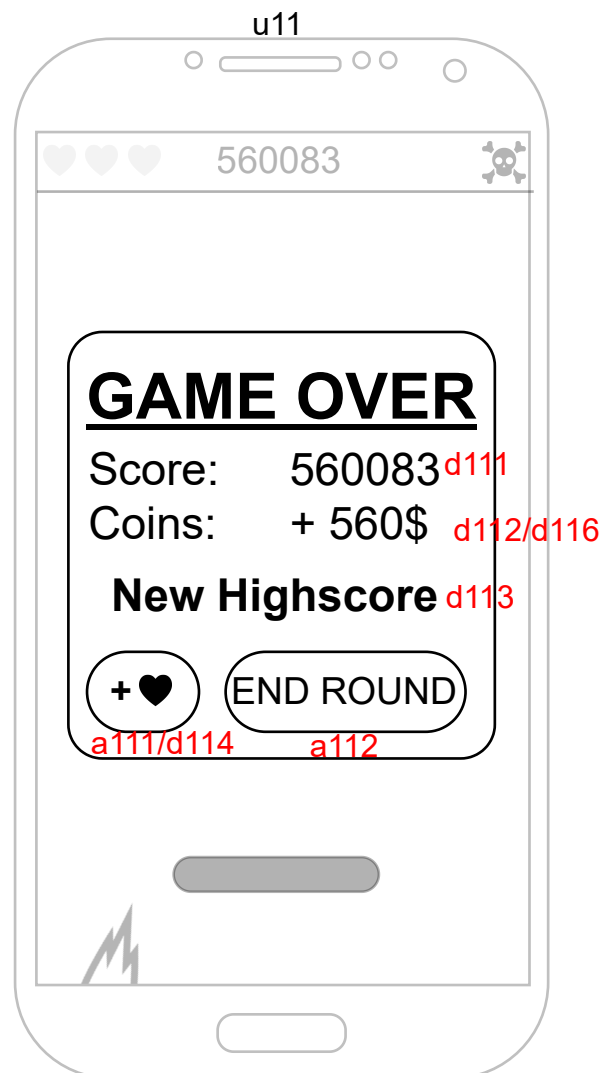 u11
560083
GAME OVER
Score: 560083 d111
Coins: + 560$ d112/d116
New Highscore d113
+ END ROUND
a111/d114 a112